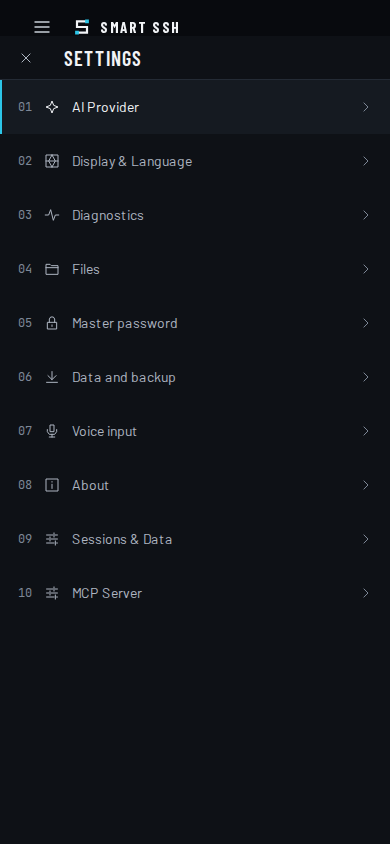 SMART SSH
SETTINGS
01 AI Provider
02 Display & Language
03 Diagnostics
04 Files
05 Master password
06 Data and backup
07 Voice input
08 About
09 Sessions & Data
10 MCP Server